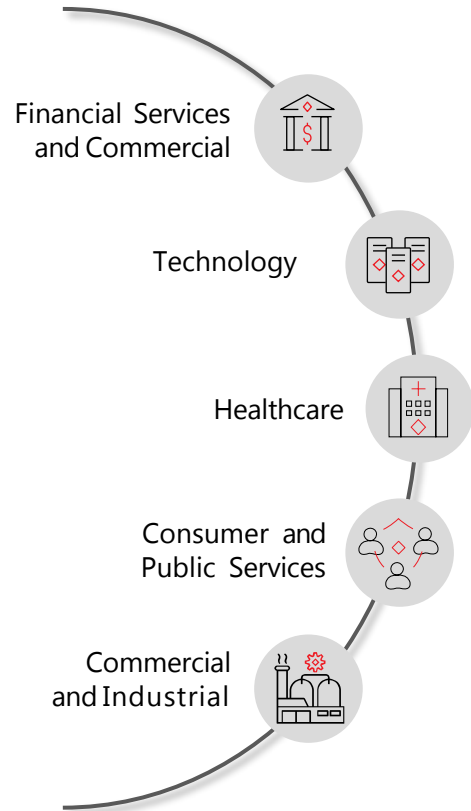 Financial Services
and Commercial
$
Technology
Healthcare
Consumer and
Public Services
Commercial
and Industrial